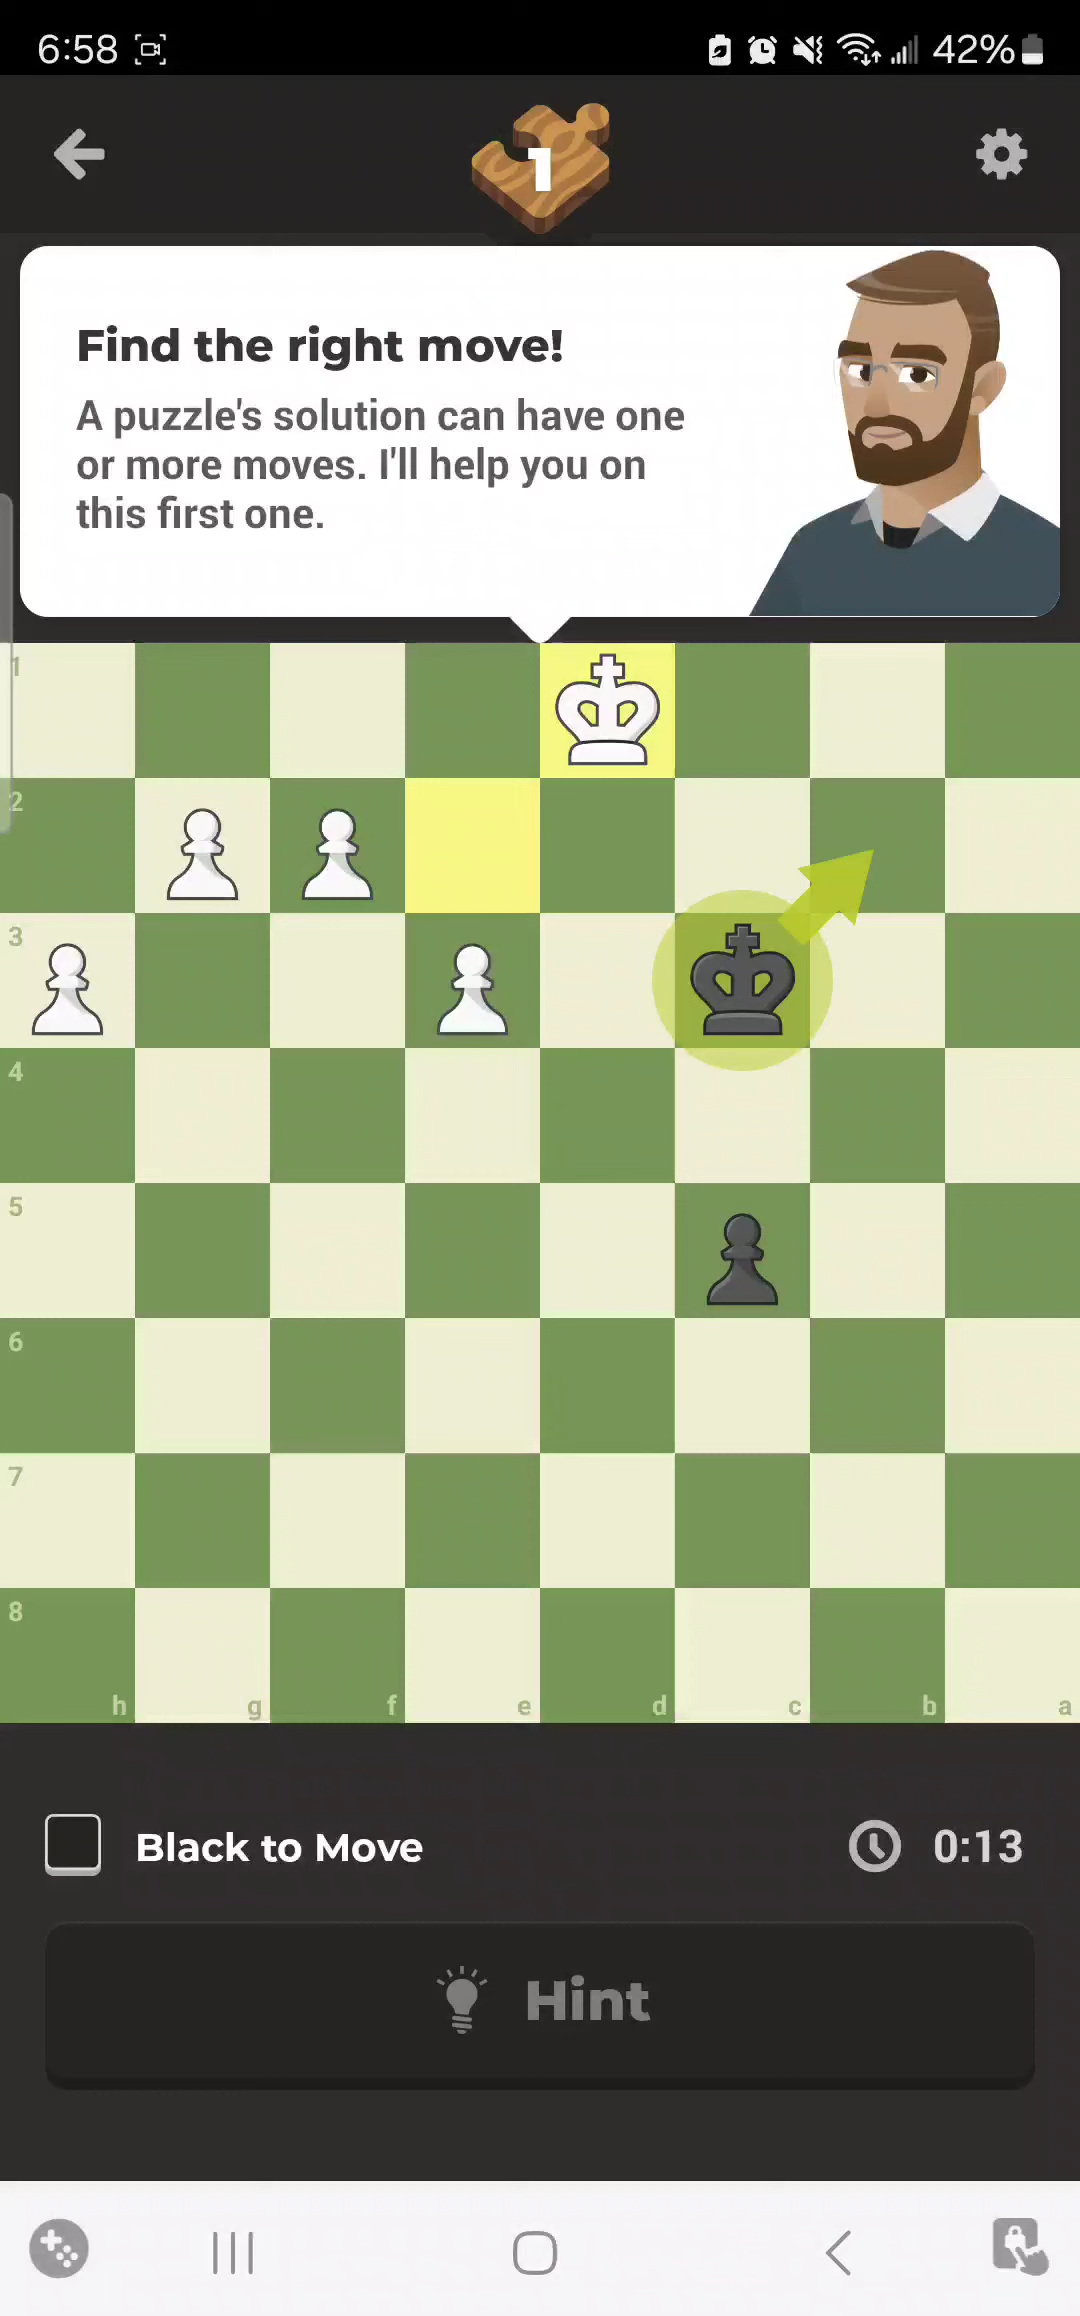 6:58 42%
1
Find the right move!
A puzzle's solution can have one
or more moves. I'll help you on
this first one.
1
2
3
4
5
6
7
8
h g f e d c b a
Black to Move 0:13
Hint